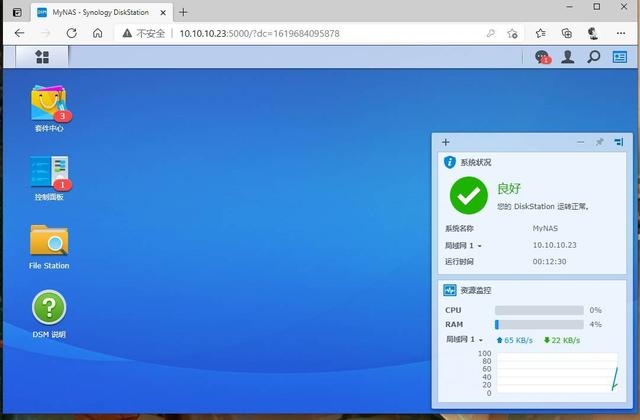 MyNAS - Synology DiskStation
不安全
10.10.10.23:5000/?dc=1619684095878
1
3
套件中心
1
控制面板
File Station
DSM 说明
系统状况
良好
您的 DiskStation 运转正常。
系统名称 MyNAS
局域网 1 10.10.10.23
运行时间 00:12:30
资源监控
CPU 0%
RAM 4%
局域网 1 65 KB/s 22 KB/s
100
80
60
40
20
0